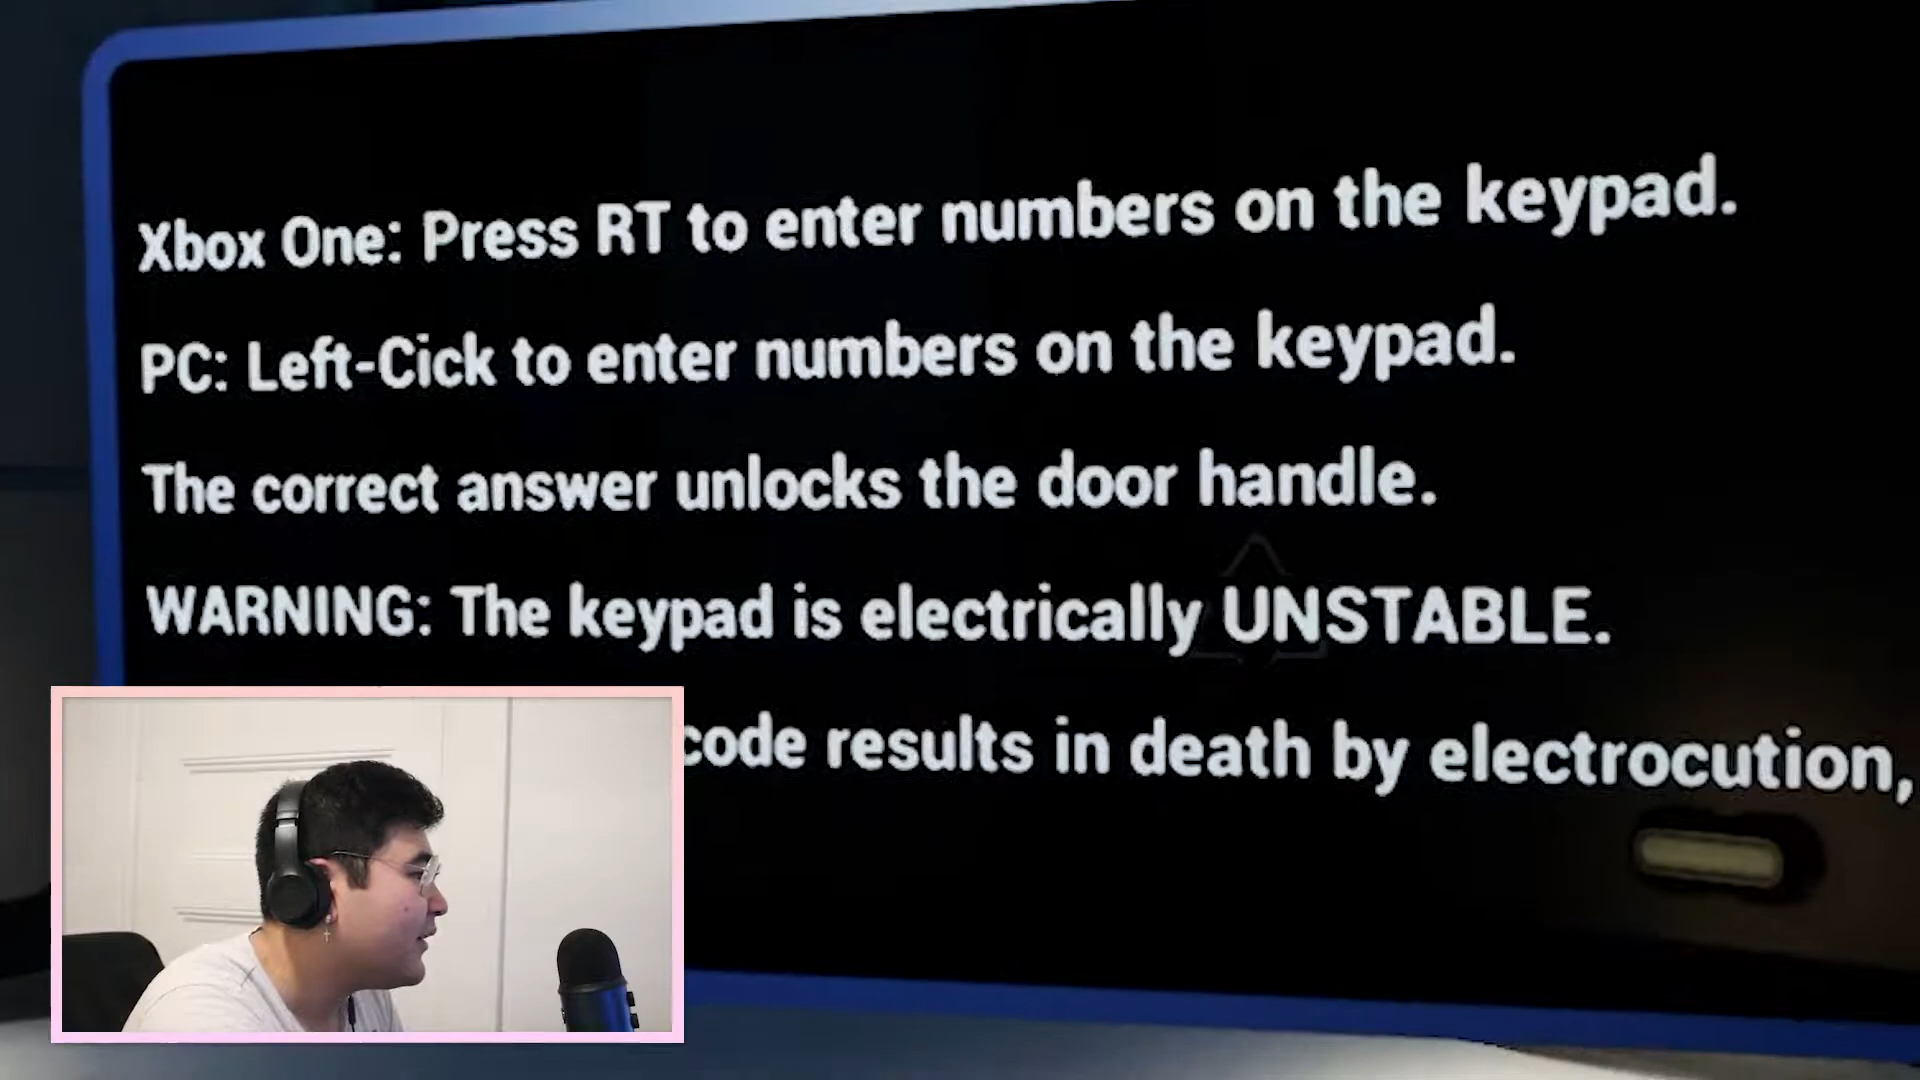 Xbox One: Press RT to enter numbers on the keypad.
PC: Left-Cick to enter numbers on the keypad.
The correct answer unlocks the door handle.
WARNING: The keypad is electrically UNSTABLE.
code results in death by electrocution,